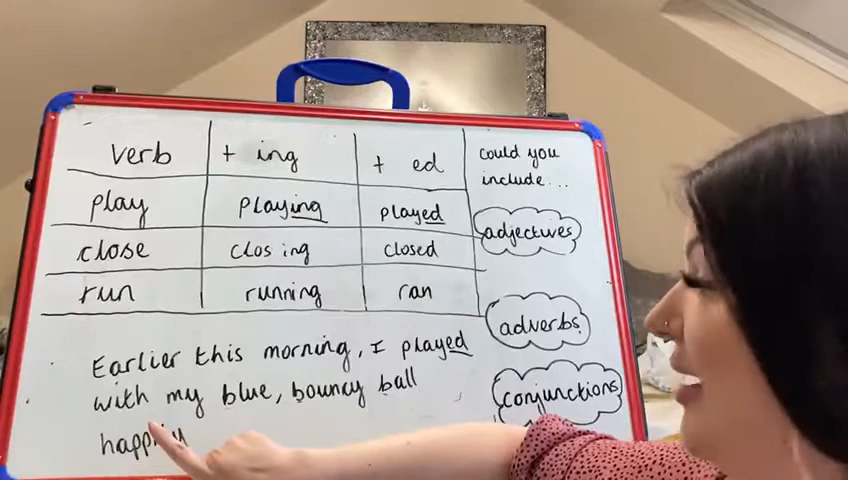 verb + ing + ed
play playing played
close closing closed
run running ran
could you
include...
adjectives
adverbs
conjunctions
Earlier this morning, I played
with my blue, bouncy ball
happily